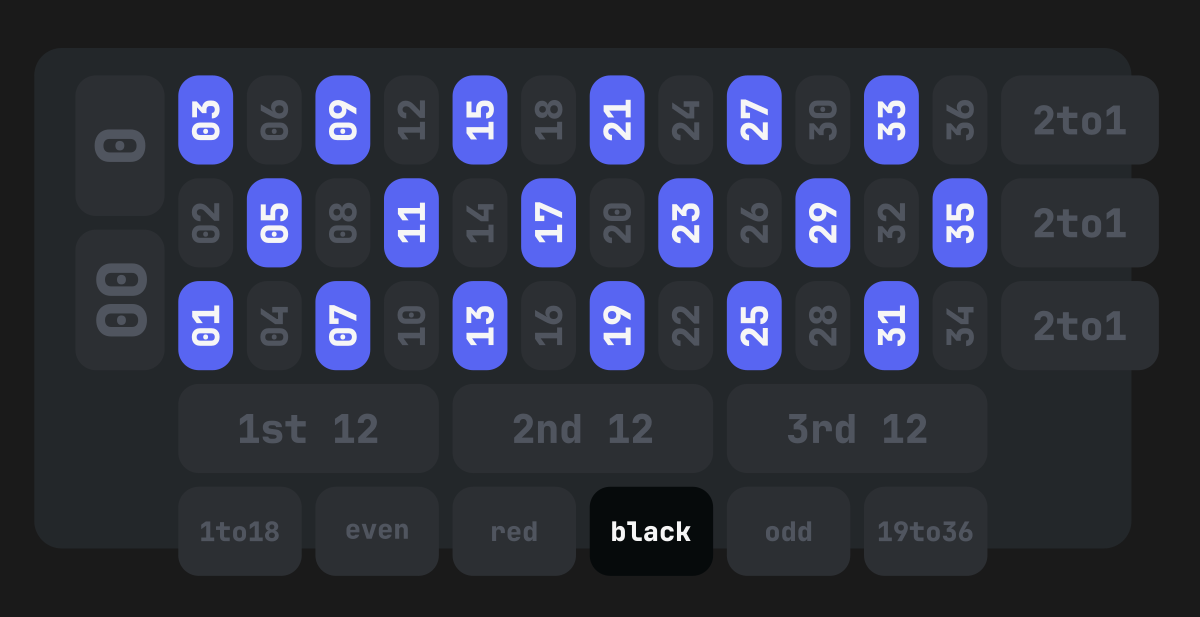 0
00
03 06 09 12 15 18 21 24 27 30 33 36 2to1
02 05 08 11 14 17 20 23 26 29 32 35 2to1
01 04 07 10 13 16 19 22 25 28 31 34 2to1
1st 12 2nd 12 3rd 12
1to18 even red black odd 19to36